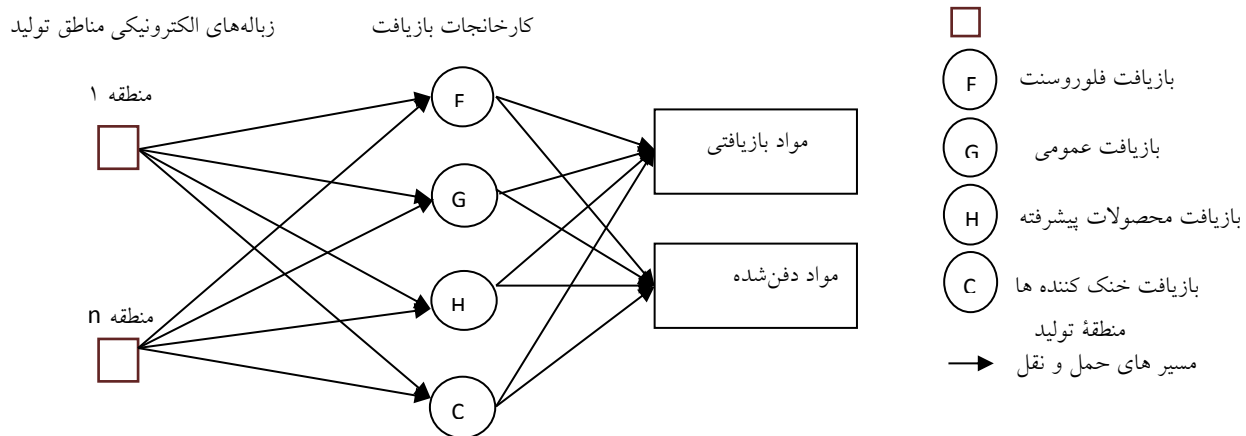 زباله‌های الکترونیکی مناطق تولید
کارخانجات بازیافت
منطقه ۱
منطقه n
F
G
H
C
مواد بازیافتی
مواد دفن‌شده
F
بازیافت فلوروسنت
G
بازیافت عمومی
H
بازیافت محصولات پیشرفته
C
بازیافت خنک کننده ها
منطقهٔ تولید
مسیر های حمل و نقل